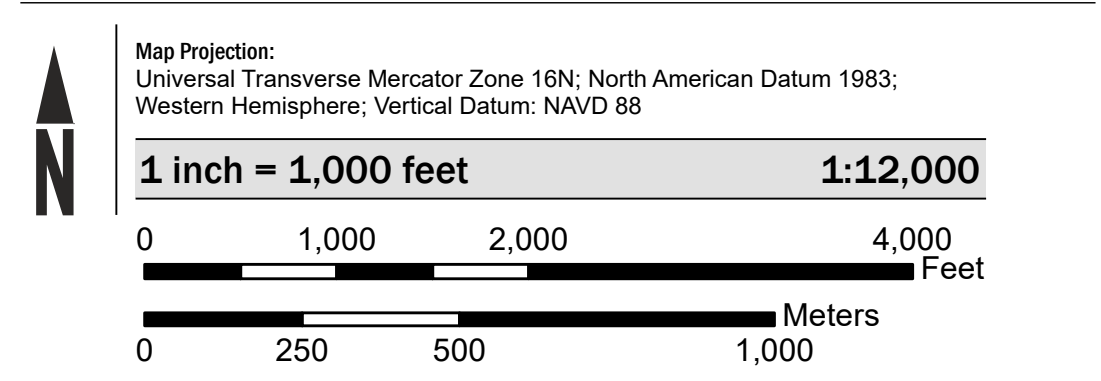 N
Map Projection:
Universal Transverse Mercator Zone 16N; North American Datum 1983;
Western Hemisphere; Vertical Datum: NAVD 88
1 inch = 1,000 feet 1:12,000
0 1,000 2,000 4,000
Feet
Meters
0 250 500 1,000